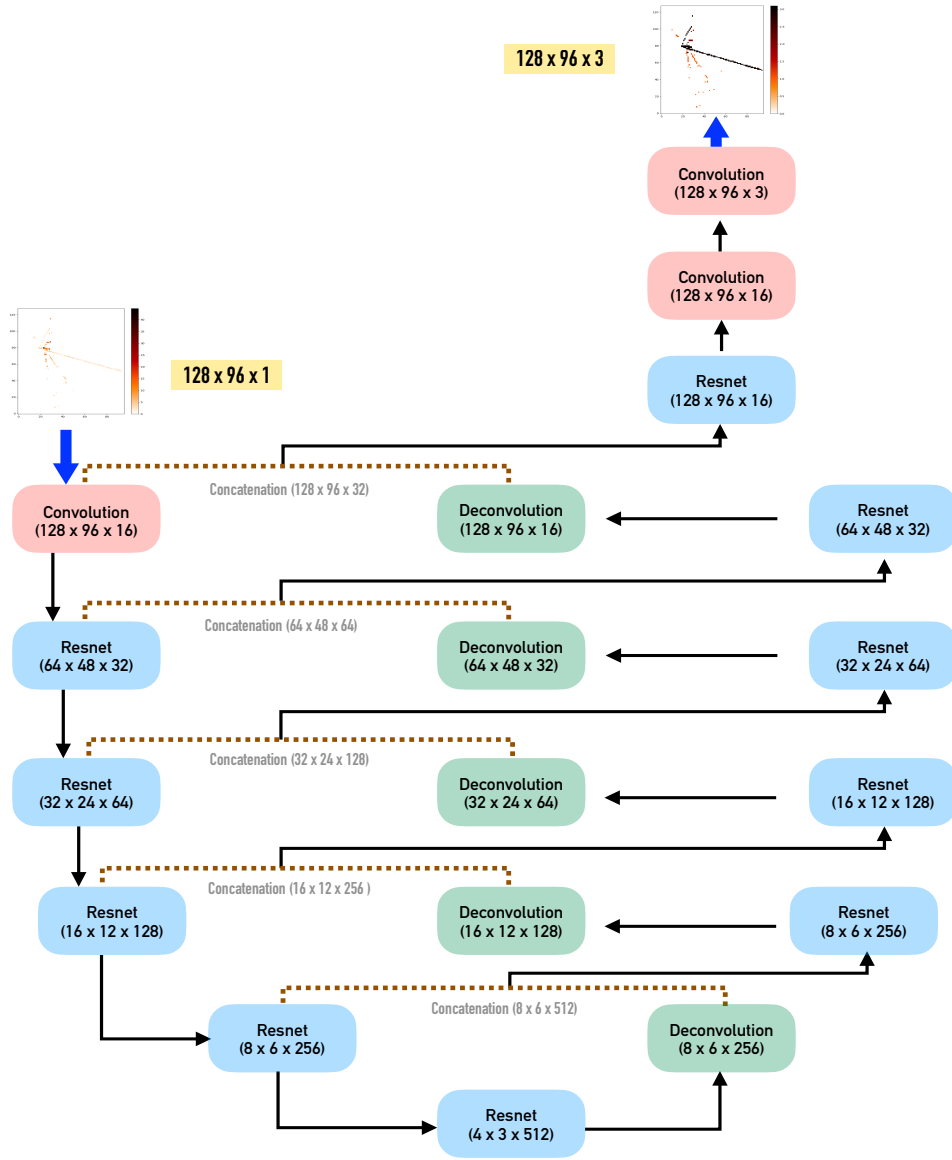 128 x 96 x 3
Convolution
(128 x 96 x 3)
Convolution
(128 x 96 x 16)
128 x 96 x 1
Resnet
(128 x 96 x 16)
Concatenation (128 x 96 x 32)
Convolution
(128 x 96 x 16)
Deconvolution
(128 x 96 x 16)
Resnet
(64 x 48 x 32)
Concatenation (64 x 48 x 64)
Resnet
(64 x 48 x 32)
Deconvolution
(64 x 48 x 32)
Resnet
(32 x 24 x 64)
Concatenation (32 x 24 x 128)
Resnet
(32 x 24 x 64)
Deconvolution
(32 x 24 x 64)
Resnet
(16 x 12 x 128)
Concatenation (16 x 12 x 256 )
Resnet
(16 x 12 x 128)
Deconvolution
(16 x 12 x 128)
Resnet
(8 x 6 x 256)
Concatenation (8 x 6 x 512)
Resnet
(8 x 6 x 256)
Deconvolution
(8 x 6 x 256)
Resnet
(4 x 3 x 512)